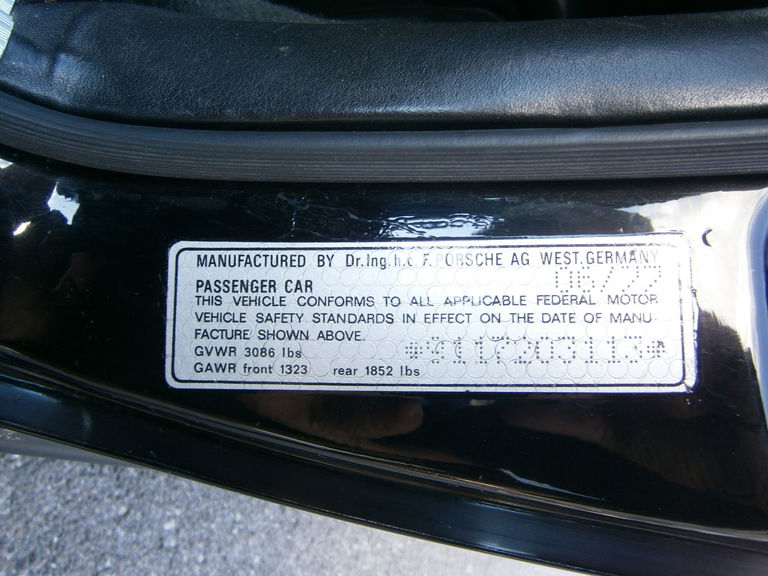 MANUFACTURED BY Dr.Ing.h.c. F. PORSCHE AG WEST.GERMANY
PASSENGER CAR 06/77
THIS VEHICLE CONFORMS TO ALL APPLICABLE FEDERAL MOTOR
VEHICLE SAFETY STANDARDS IN EFFECT ON THE DATE OF MANU-
FACTURE SHOWN ABOVE.
GVWR 3086 lbs *9117203113*
GAWR front 1323 rear 1852 lbs